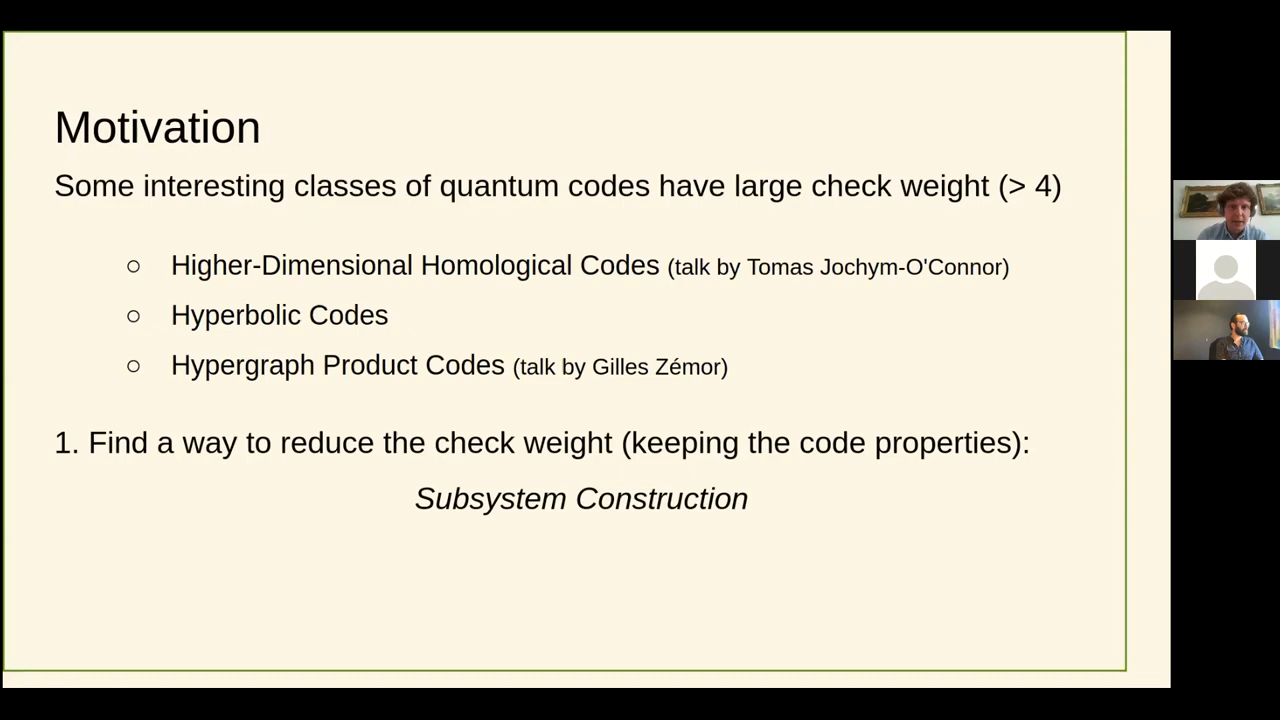 Motivation
Some interesting classes of quantum codes have large check weight (> 4)
○ Higher-Dimensional Homological Codes (talk by Tomas Jochym-O'Connor)
○ Hyperbolic Codes
○ Hypergraph Product Codes (talk by Gilles Zémor)
1. Find a way to reduce the check weight (keeping the code properties):
Subsystem Construction